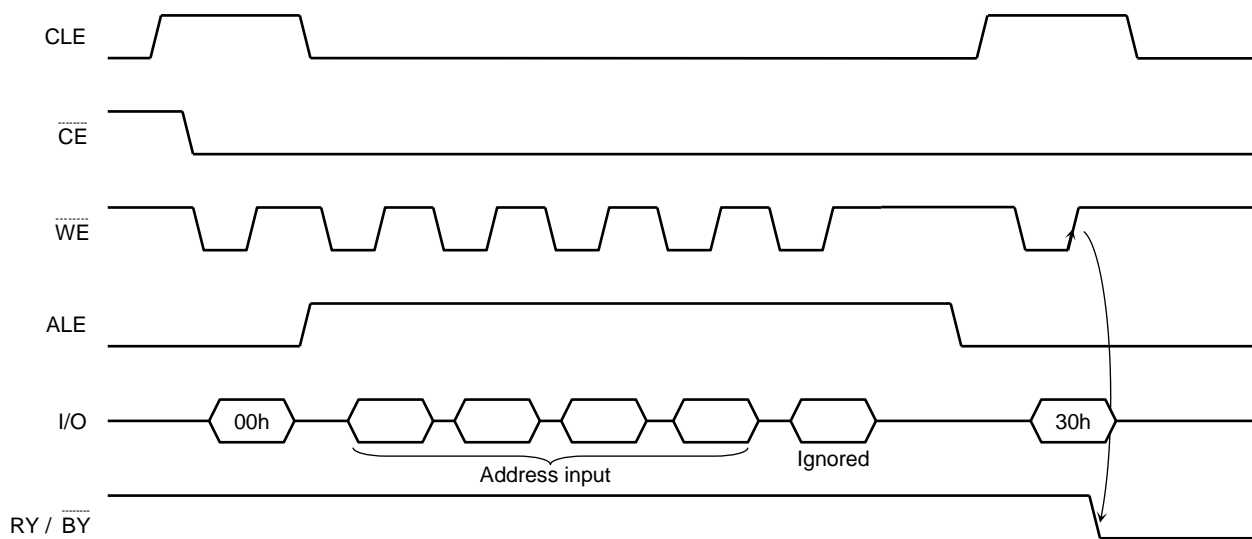 CLE
CE
WE
ALE
I/O
00h
30h
Address input
Ignored
RY / BY